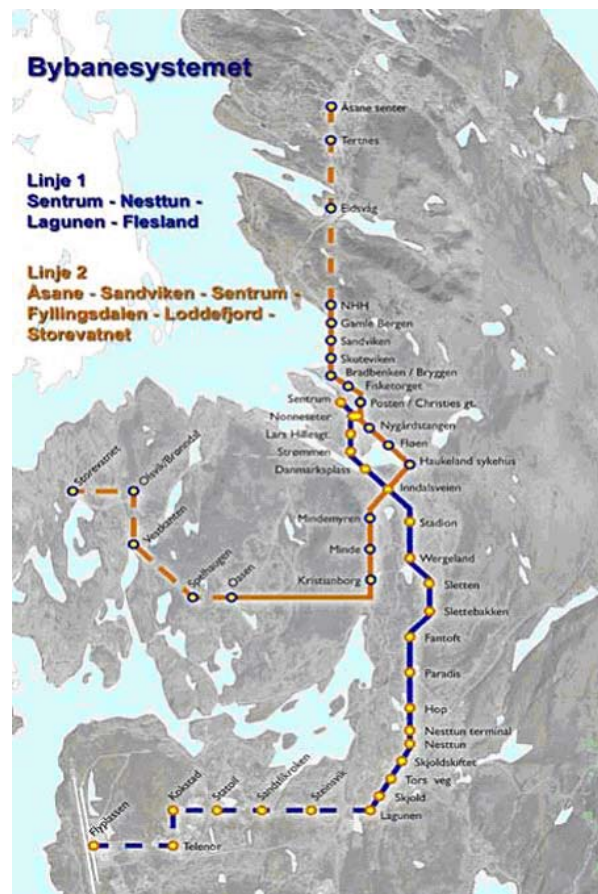 Bybanesystemet
Linje 1
Sentrum - Nesttun -
Lagunen - Flesland
Linje 2
Åsane - Sandviken - Sentrum -
Fyllingsdalen - Loddefjord -
Storevatnet
Åsane senter
Tertnes
Eidsvåg
NHH
Gamle Bergen
Sandviken
Skuteviken
Bradbenken / Bryggen
Fisketorget
Sentrum
Posten / Christies gt.
Nonneseter
Nygårdstangen
Lars Hillesgt.
Fløen
Strømmen
Haukeland sykehus
Danmarksplass
Inndalsveien
Storevatnet
Olsvik/Brønndal
Vestkanten
Spelhaugen
Oasen
Mindemyren
Stadion
Minde
Wergeland
Kristianborg
Sletten
Slettebakken
Fantoft
Paradis
Hop
Nesttun terminal
Nesttun
Skjoldskiftet
Tors veg
Skjold
Lagunen
Steinsvik
Sandslikroken
Statoil
Kokstad
Telenor
Flyplassen